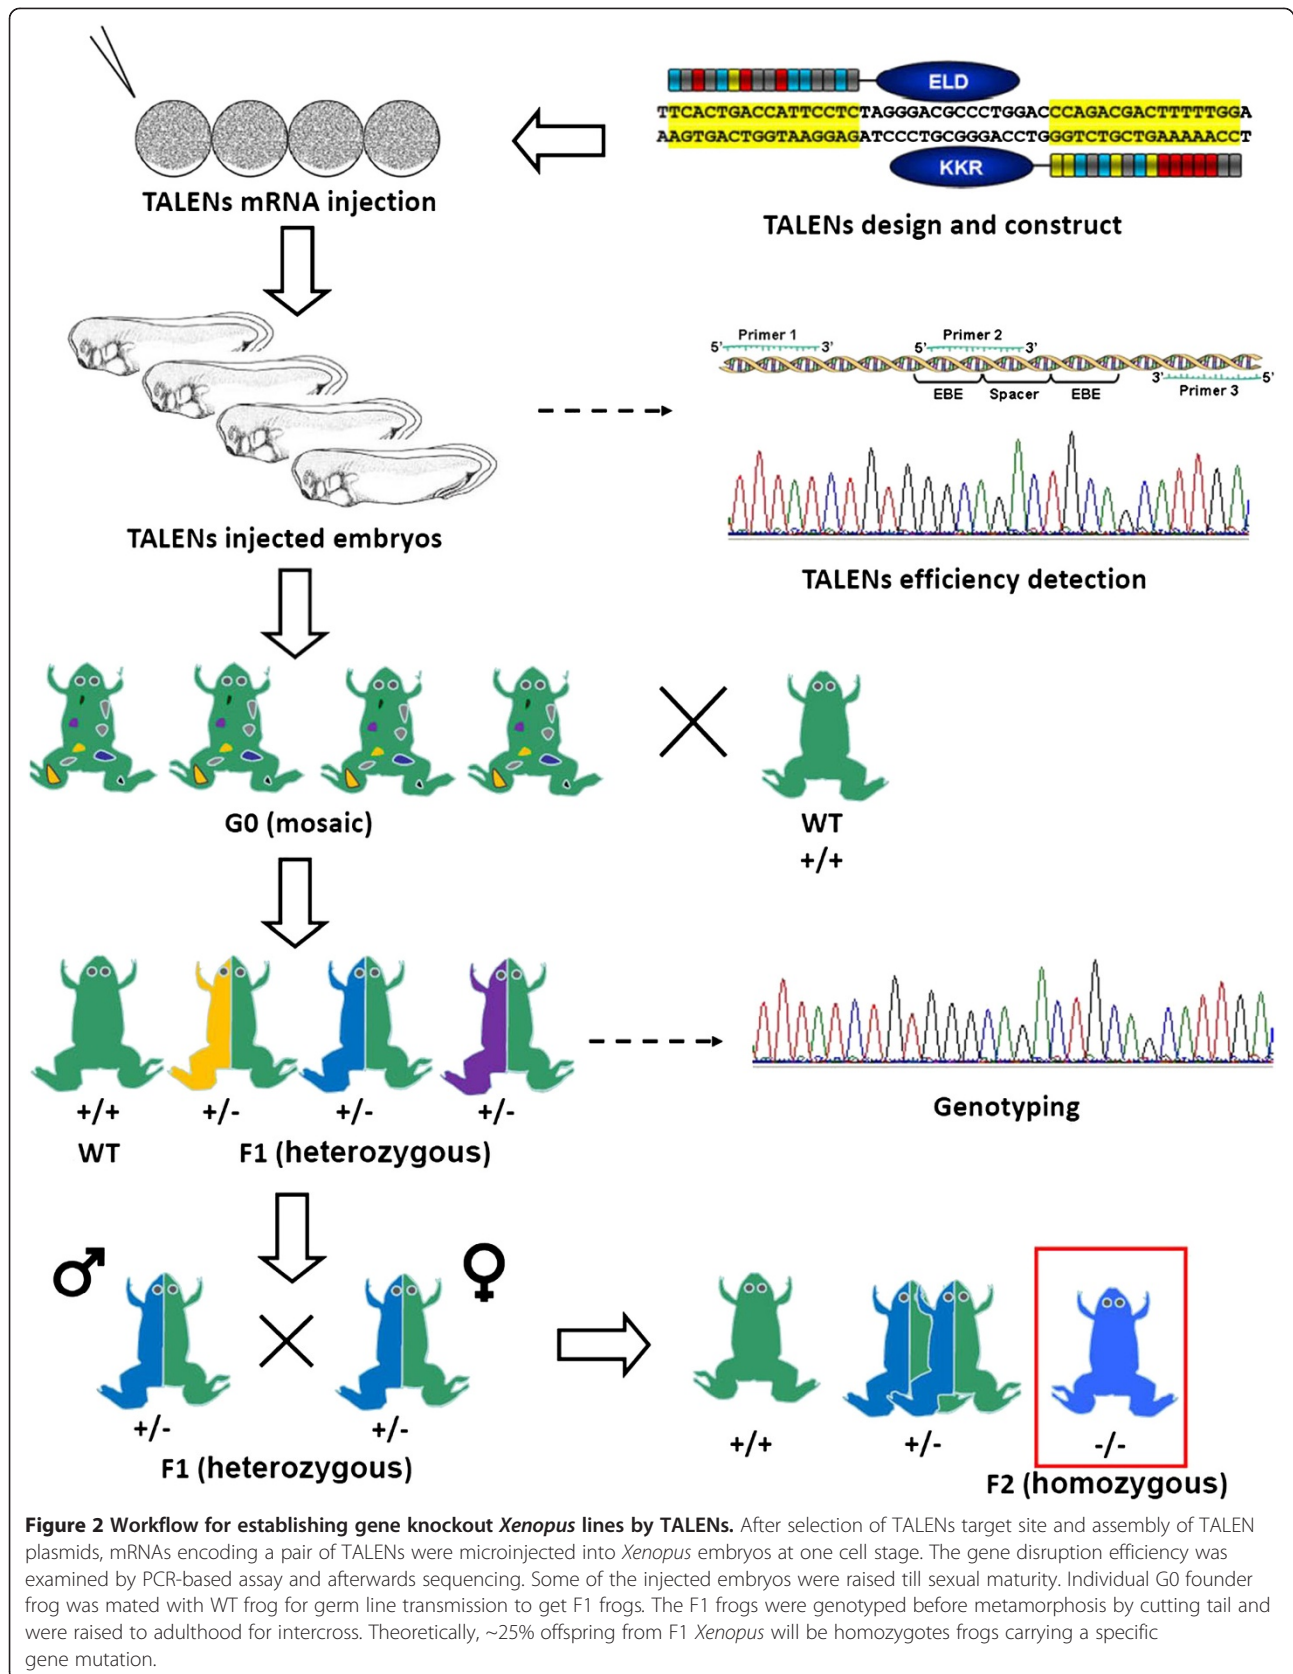 ELD
TTCACTGACCATTCCTCTAGGGACGCCCTGGACCCAGACGACTTTTTGGA
AAGTGACTGGTAAGGAGATCCCTGCGGGACCTGGGTCTGCTGAAAAACCT
KKR
TALENs mRNA injection
TALENs design and construct
Primer 1
Primer 2
5’ 3’ 5’ 3’
EBE Spacer EBE
3’ 5’
Primer 3
TALENs injected embryos
TALENs efficiency detection
G0 (mosaic)
WT
+/+
+/+ +/- +/- +/-
WT F1 (heterozygous)
Genotyping
♂ ♀
+/- +/-
F1 (heterozygous)
+/+ +/- -/-
F2 (homozygous)
Figure 2 Workflow for establishing gene knockout Xenopus lines by TALENs. After selection of TALENs target site and assembly of TALEN
plasmids, mRNAs encoding a pair of TALENs were microinjected into Xenopus embryos at one cell stage. The gene disruption efficiency was
examined by PCR-based assay and afterwards sequencing. Some of the injected embryos were raised till sexual maturity. Individual G0 founder
frog was mated with WT frog for germ line transmission to get F1 frogs. The F1 frogs were genotyped before metamorphosis by cutting tail and
were raised to adulthood for intercross. Theoretically, ~25% offspring from F1 Xenopus will be homozygotes frogs carrying a specific
gene mutation.